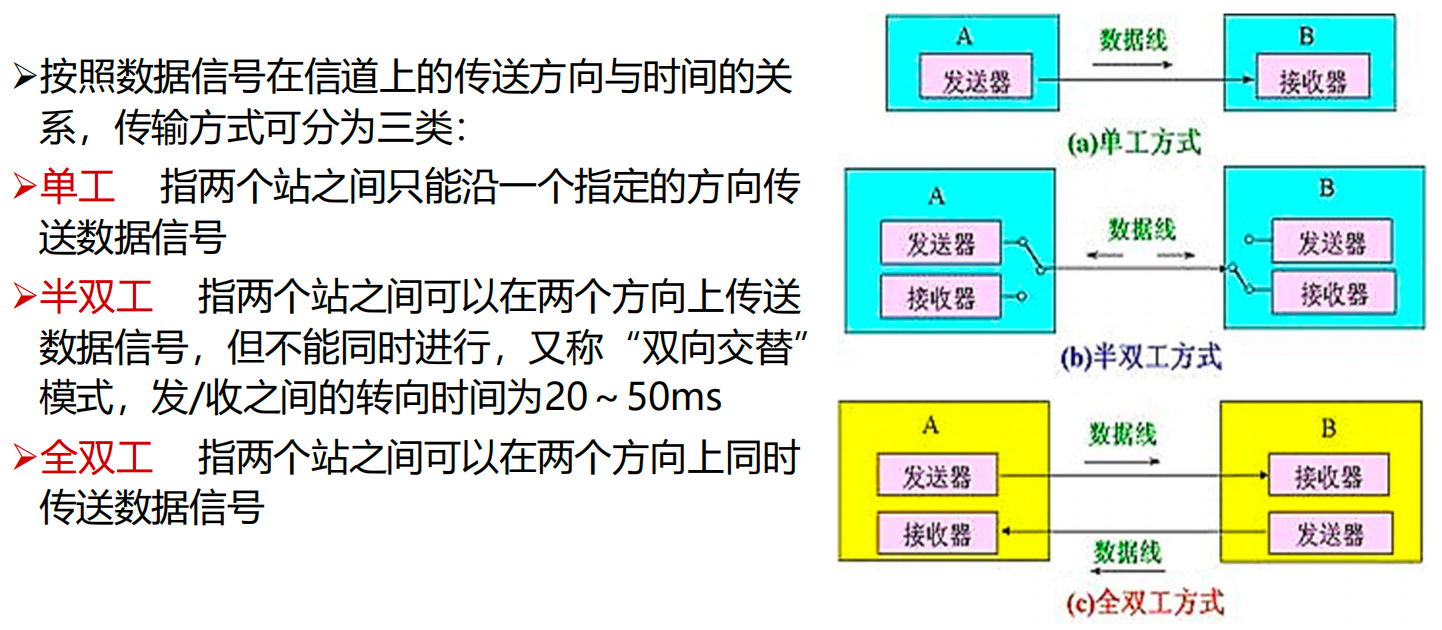 ➢按照数据信号在信道上的传送方向与时间的关
系，传输方式可分为三类：
➢单工 指两个站之间只能沿一个指定的方向传
送数据信号
➢半双工 指两个站之间可以在两个方向上传送
数据信号，但不能同时进行，又称“双向交替”
模式，发/收之间的转向时间为20～50ms
➢全双工 指两个站之间可以在两个方向上同时
传送数据信号
A
数据线
B
发送器
接收器
(a)单工方式
A
B
发送器
数据线
发送器
接收器
接收器
(b)半双工方式
A
数据线
B
发送器
接收器
接收器
发送器
数据线
(c)全双工方式